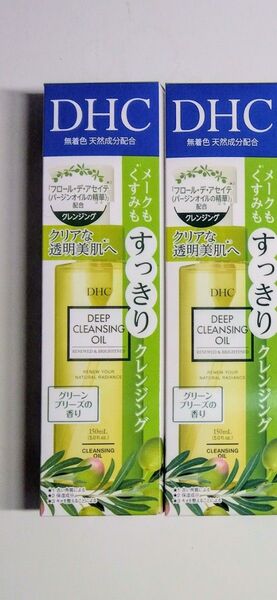 DHC
無着色 天然成分配合
「フロール・デ・アセイテ
(バージンオイルの精華)」
配合
クレンジング
メークも
くすみも
すっきり
クレンジング
クリアな
透明美肌へ
DHC
DEEP
CLEANSING
OIL
RENEWED & BRIGHTENED
RENEW YOUR
NATURAL RADIANCE
グリーン
ブリーズの
香り
150mL
(5.0 fl.oz.)
CLEANSING
OIL
DHC
無着色 天然成分配合
「フロール・デ・アセイテ
(バージンオイルの精華)」
配合
クレンジング
メークも
くすみも
すっきり
クレンジング
クリアな
透明美肌へ
DHC
DEEP
CLEANSING
OIL
RENEWED & BRIGHTENED
RENEW YOUR
NATURAL RADIANCE
グリーン
ブリーズの
香り
150mL
(5.0 fl.oz.)
CLEANSING
OIL